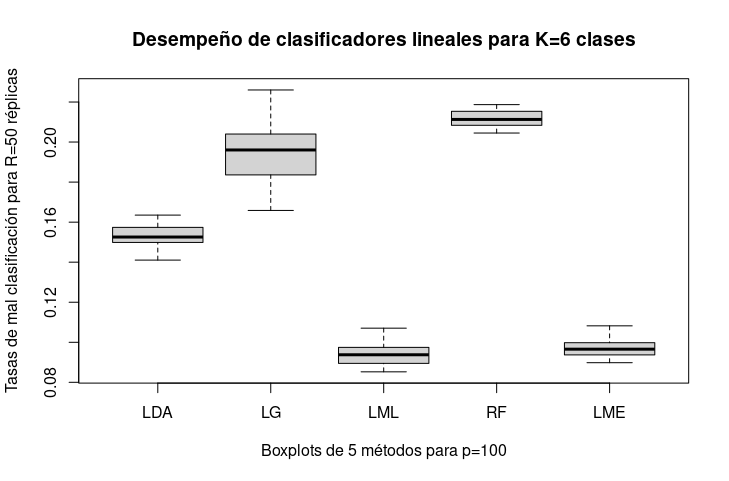 Desempeño de clasificadores lineales para K=6 clases
Tasas de mal clasificación para R=50 réplicas
0.20
0.16
0.12
0.08
LDA
LG
LML
RF
LME
Boxplots de 5 métodos para p=100